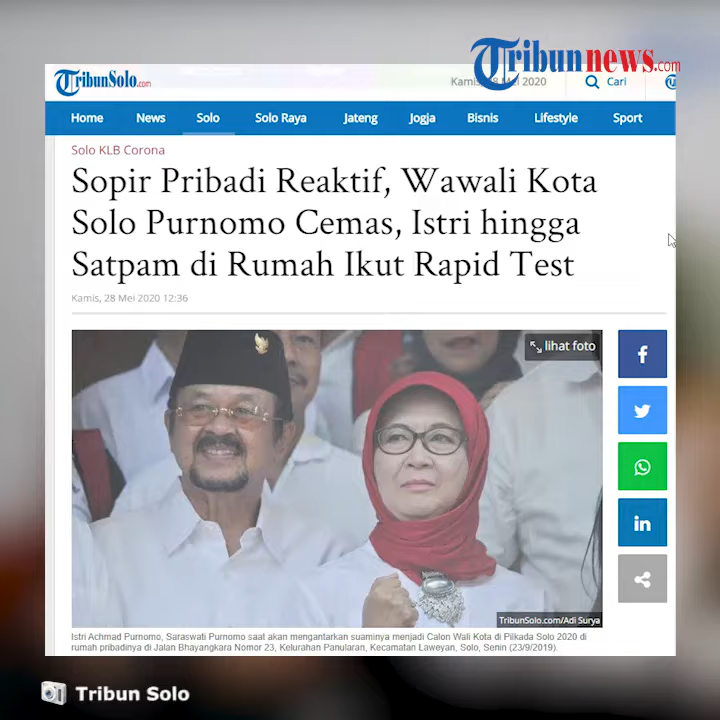 Tribunnews.com
TribunSolo.com
Kamis, 28 Mei 2020
Cari
Home News Solo Solo Raya Jateng Jogja Bisnis Lifestyle Sport
Solo KLB Corona
Sopir Pribadi Reaktif, Wawali Kota
Solo Purnomo Cemas, Istri hingga
Satpam di Rumah Ikut Rapid Test
Kamis, 28 Mei 2020 12:36
lihat foto
TribunSolo.com/Adi Surya
Istri Achmad Purnomo, Saraswati Purnomo saat akan mengantarkan suaminya menjadi Calon Wali Kota di Pilkada Solo 2020 di
rumah pribadinya di Jalan Bhayangkara Nomor 23, Kelurahan Panularan, Kecamatan Laweyan, Solo, Senin (23/9/2019).
Tribun Solo